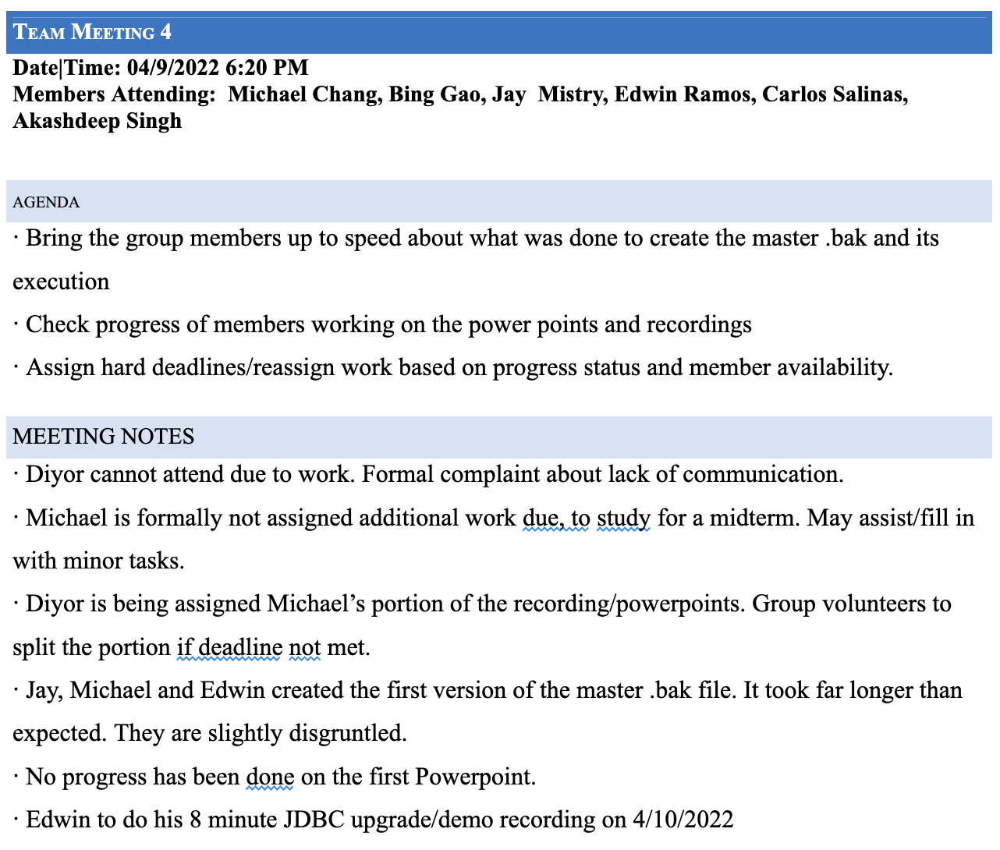 TEAM MEETING 4
Date|Time: 04/9/2022 6:20 PM
Members Attending:  Michael Chang, Bing Gao, Jay  Mistry, Edwin Ramos, Carlos Salinas,
Akashdeep Singh
AGENDA
· Bring the group members up to speed about what was done to create the master .bak and its
execution
· Check progress of members working on the power points and recordings
· Assign hard deadlines/reassign work based on progress status and member availability.
MEETING NOTES
· Diyor cannot attend due to work. Formal complaint about lack of communication.
· Michael is formally not assigned additional work due, to study for a midterm. May assist/fill in
with minor tasks.
· Diyor is being assigned Michael’s portion of the recording/powerpoints. Group volunteers to
split the portion if deadline not met.
· Jay, Michael and Edwin created the first version of the master .bak file. It took far longer than
expected. They are slightly disgruntled.
· No progress has been done on the first Powerpoint.
· Edwin to do his 8 minute JDBC upgrade/demo recording on 4/10/2022